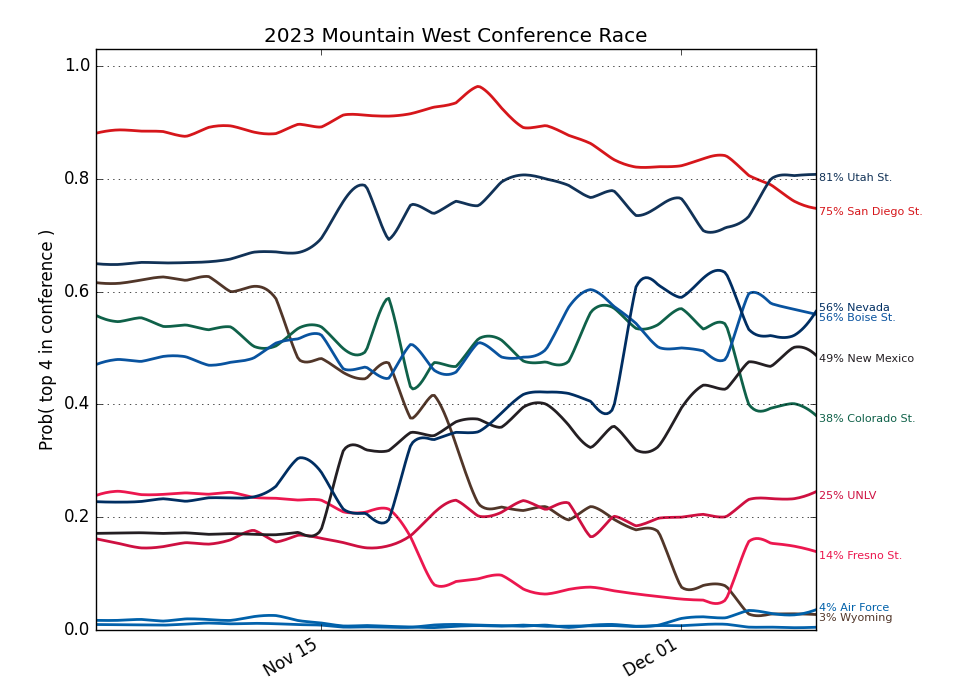 2023 Mountain West Conference Race
Prob( top 4 in conference )
1.0
0.8
0.6
0.4
0.2
0.0
Nov 15
Dec 01
81% Utah St.
75% San Diego St.
56% Nevada
56% Boise St.
49% New Mexico
38% Colorado St.
25% UNLV
14% Fresno St.
4% Air Force
3% Wyoming